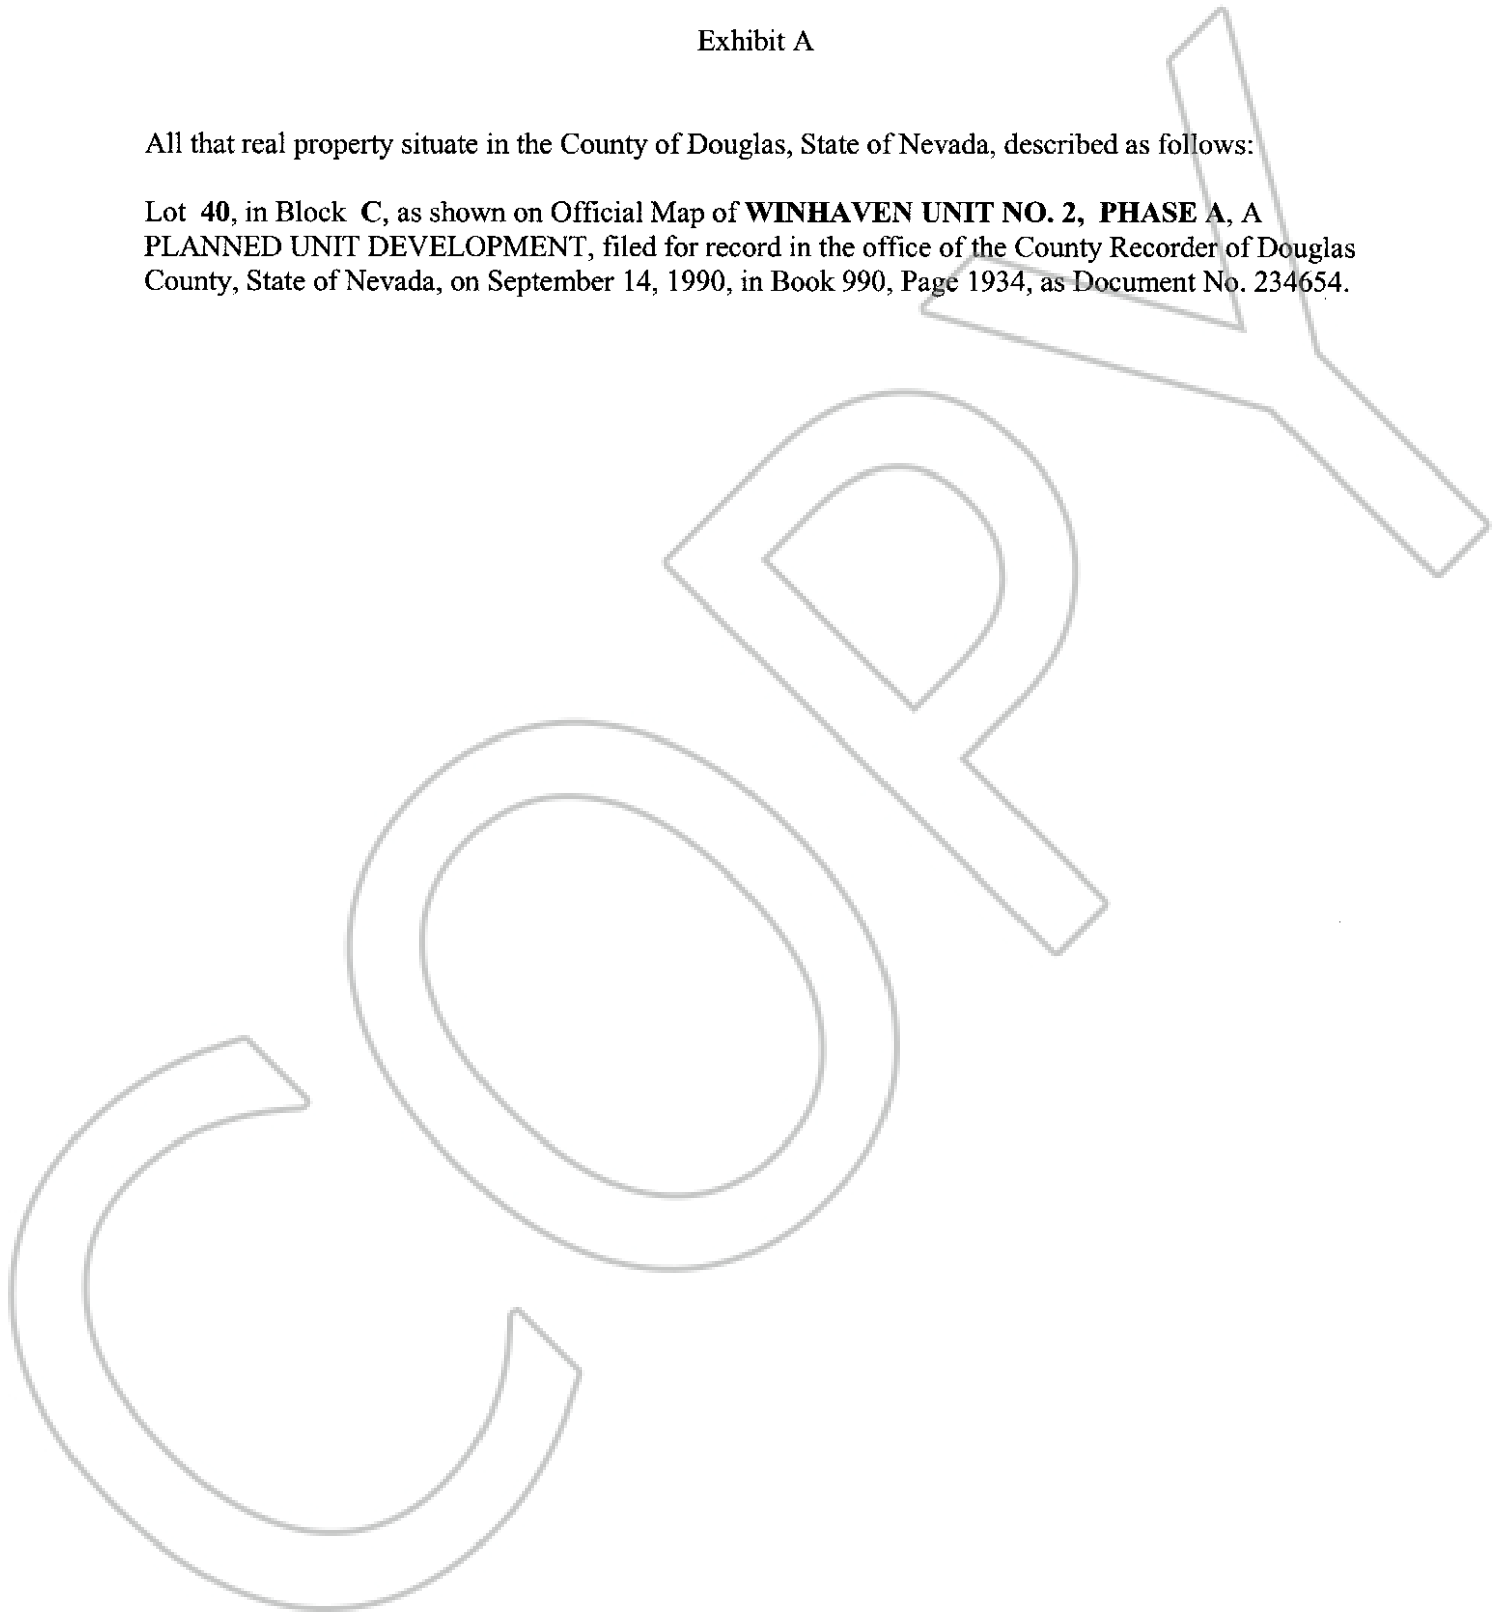 Exhibit A
All that real property situate in the County of Douglas, State of Nevada, described as follows:
Lot 40, in Block C, as shown on Official Map of WINHAVEN UNIT NO. 2, PHASE A, A
PLANNED UNIT DEVELOPMENT, filed for record in the office of the County Recorder of Douglas
County, State of Nevada, on September 14, 1990, in Book 990, Page 1934, as Document No. 234654.
COPY